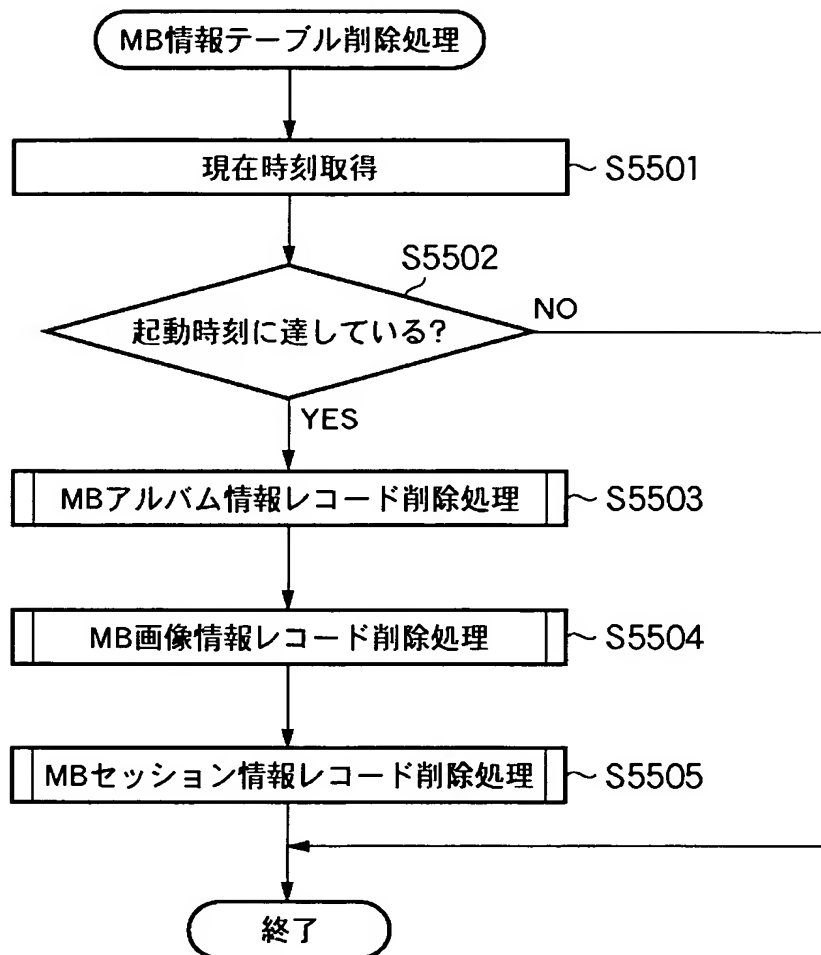 MB情報テーブル削除処理
現在時刻取得
S5501
S5502
起動時刻に達している?
NO
YES
MBアルバム情報レコード削除処理
S5503
MB画像情報レコード削除処理
S5504
MBセッション情報レコード削除処理
S5505
終了